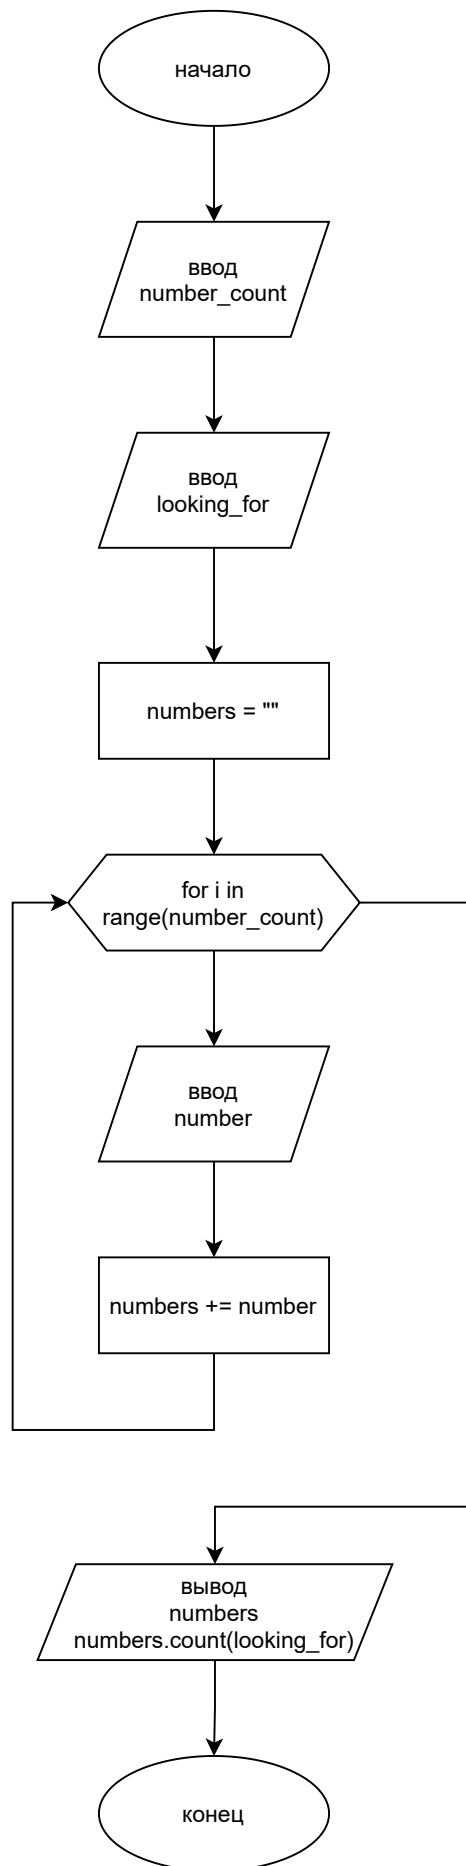 начало
ввод
number_count
ввод
looking_for
numbers = ""
for i in
range(number_count)
ввод
number
numbers += number
вывод
numbers
numbers.count(looking_for)
конец